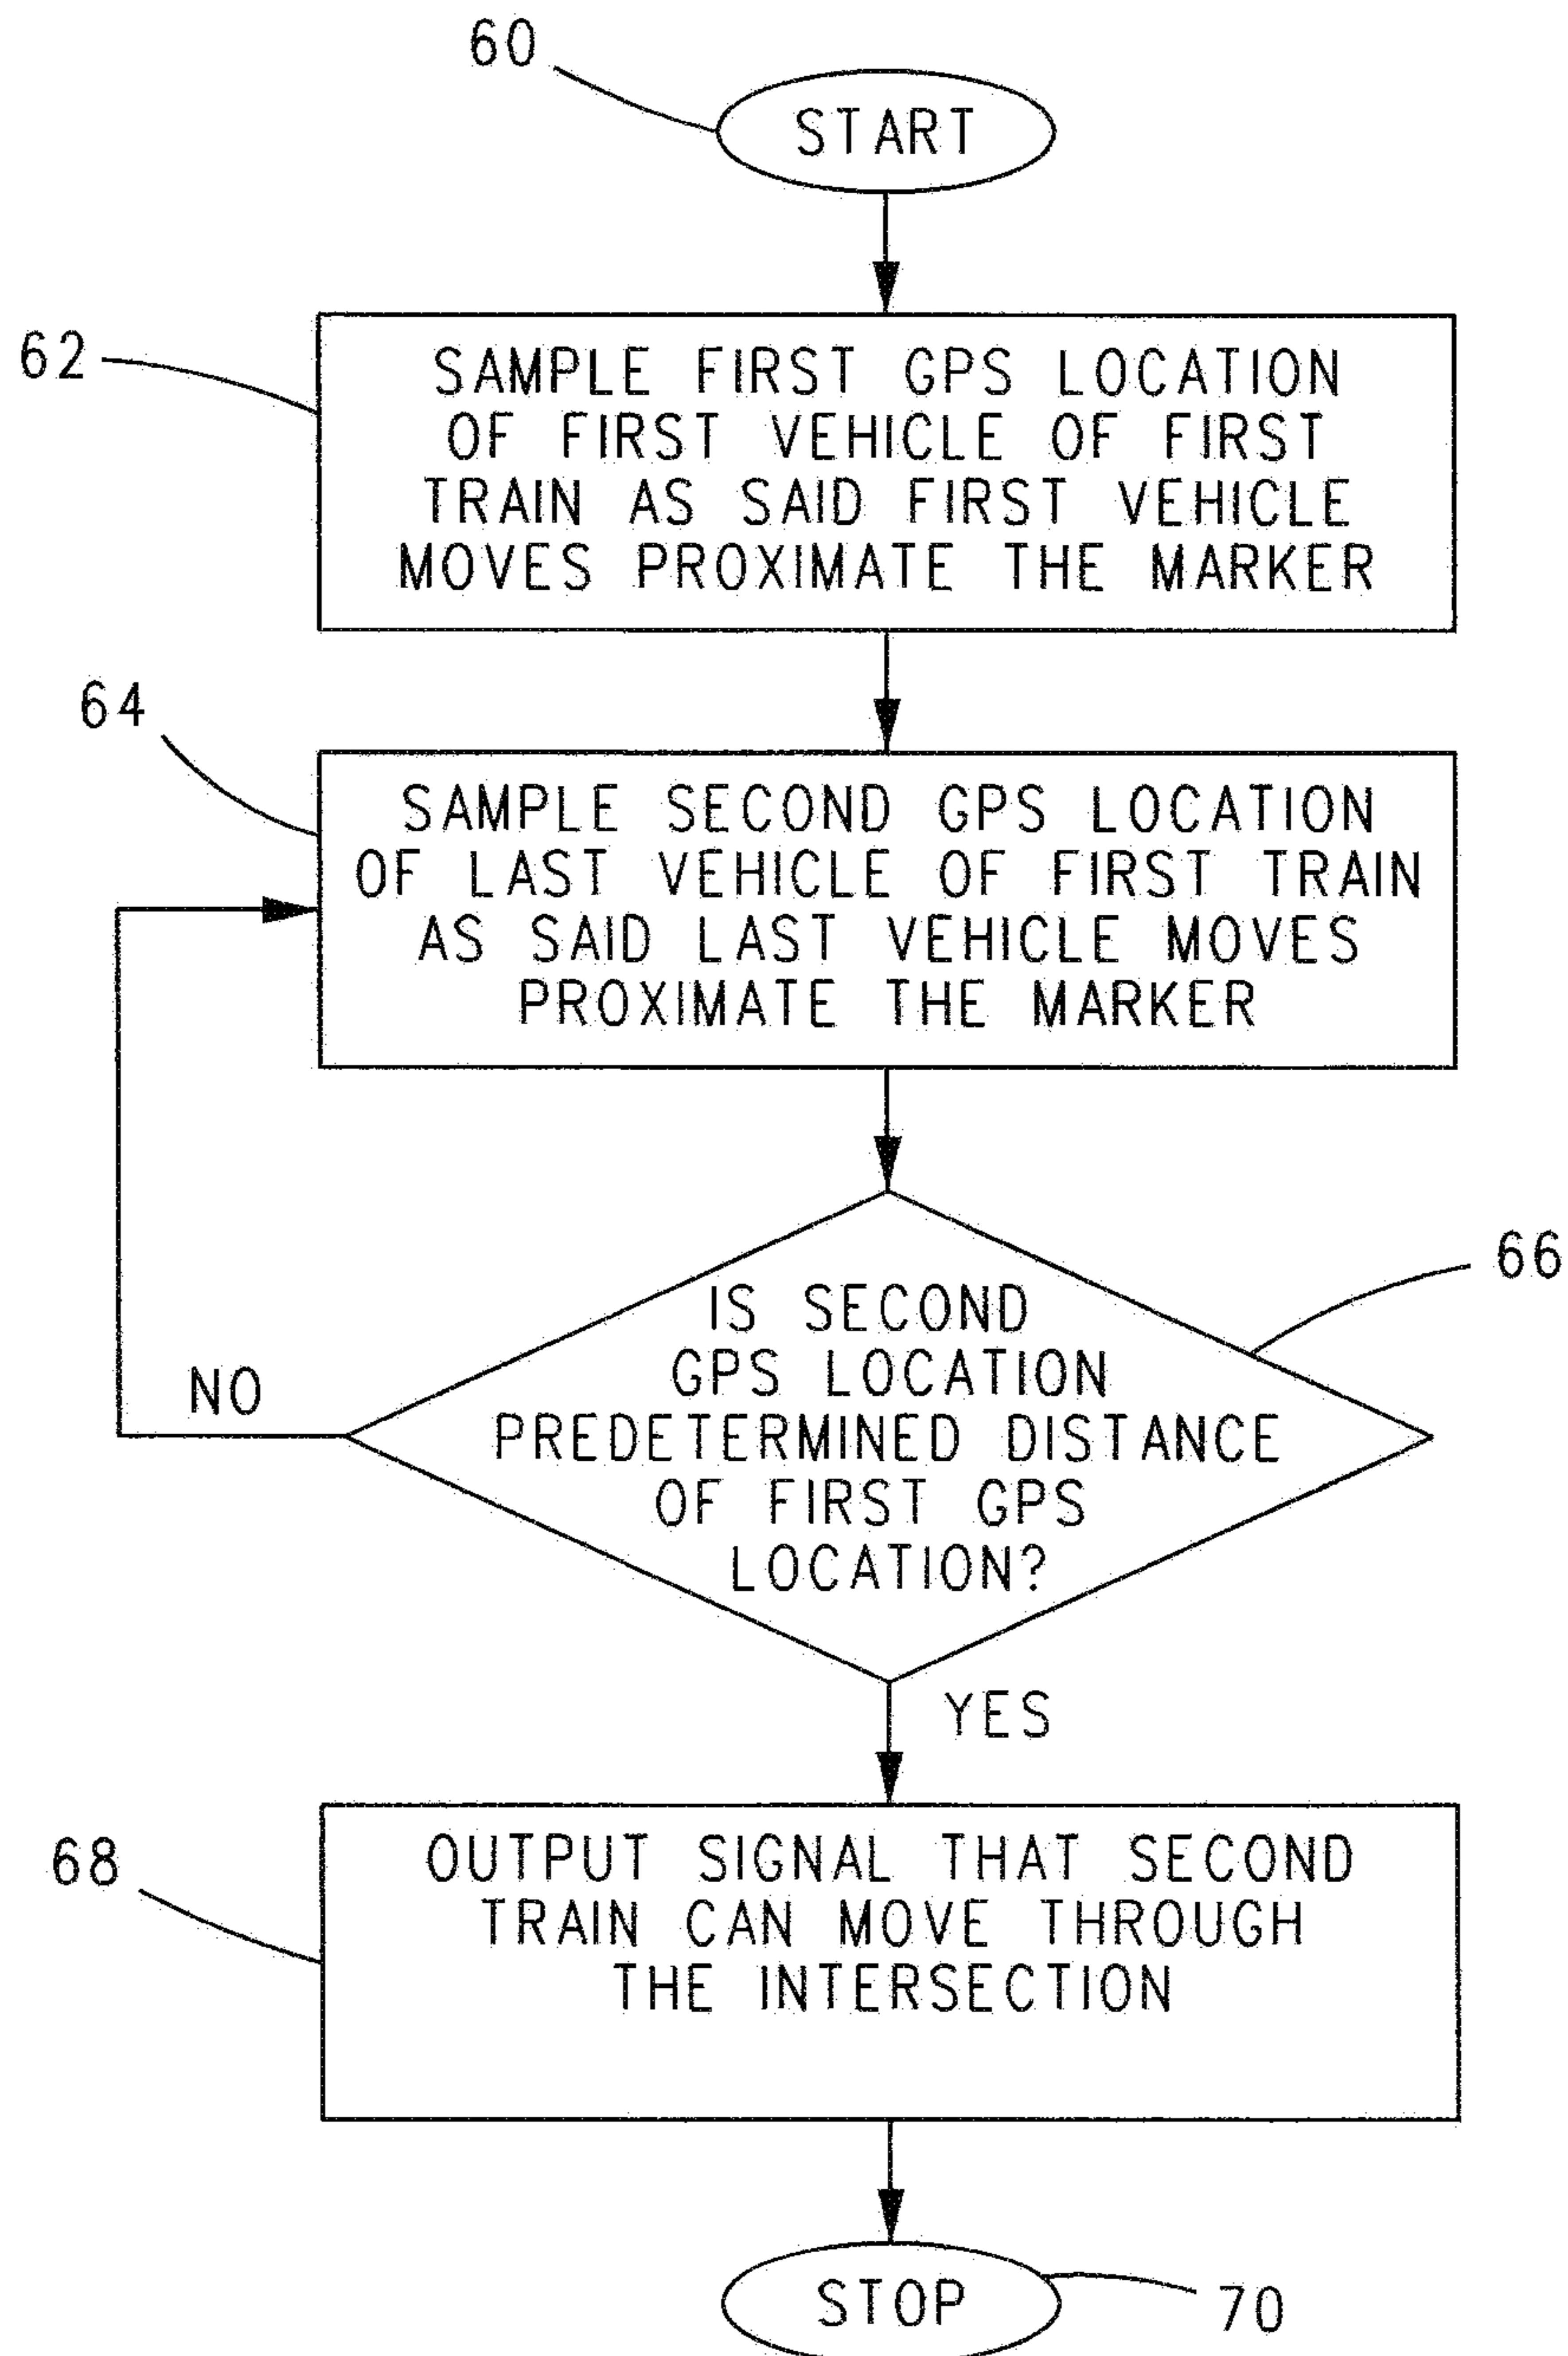 60
START
62
SAMPLE FIRST GPS LOCATION
OF FIRST VEHICLE OF FIRST
TRAIN AS SAID FIRST VEHICLE
MOVES PROXIMATE THE MARKER
64
SAMPLE SECOND GPS LOCATION
OF LAST VEHICLE OF FIRST TRAIN
AS SAID LAST VEHICLE MOVES
PROXIMATE THE MARKER
66
IS SECOND
GPS LOCATION
PREDETERMINED DISTANCE
OF FIRST GPS
LOCATION?
NO
YES
68
OUTPUT SIGNAL THAT SECOND
TRAIN CAN MOVE THROUGH
THE INTERSECTION
STOP
70